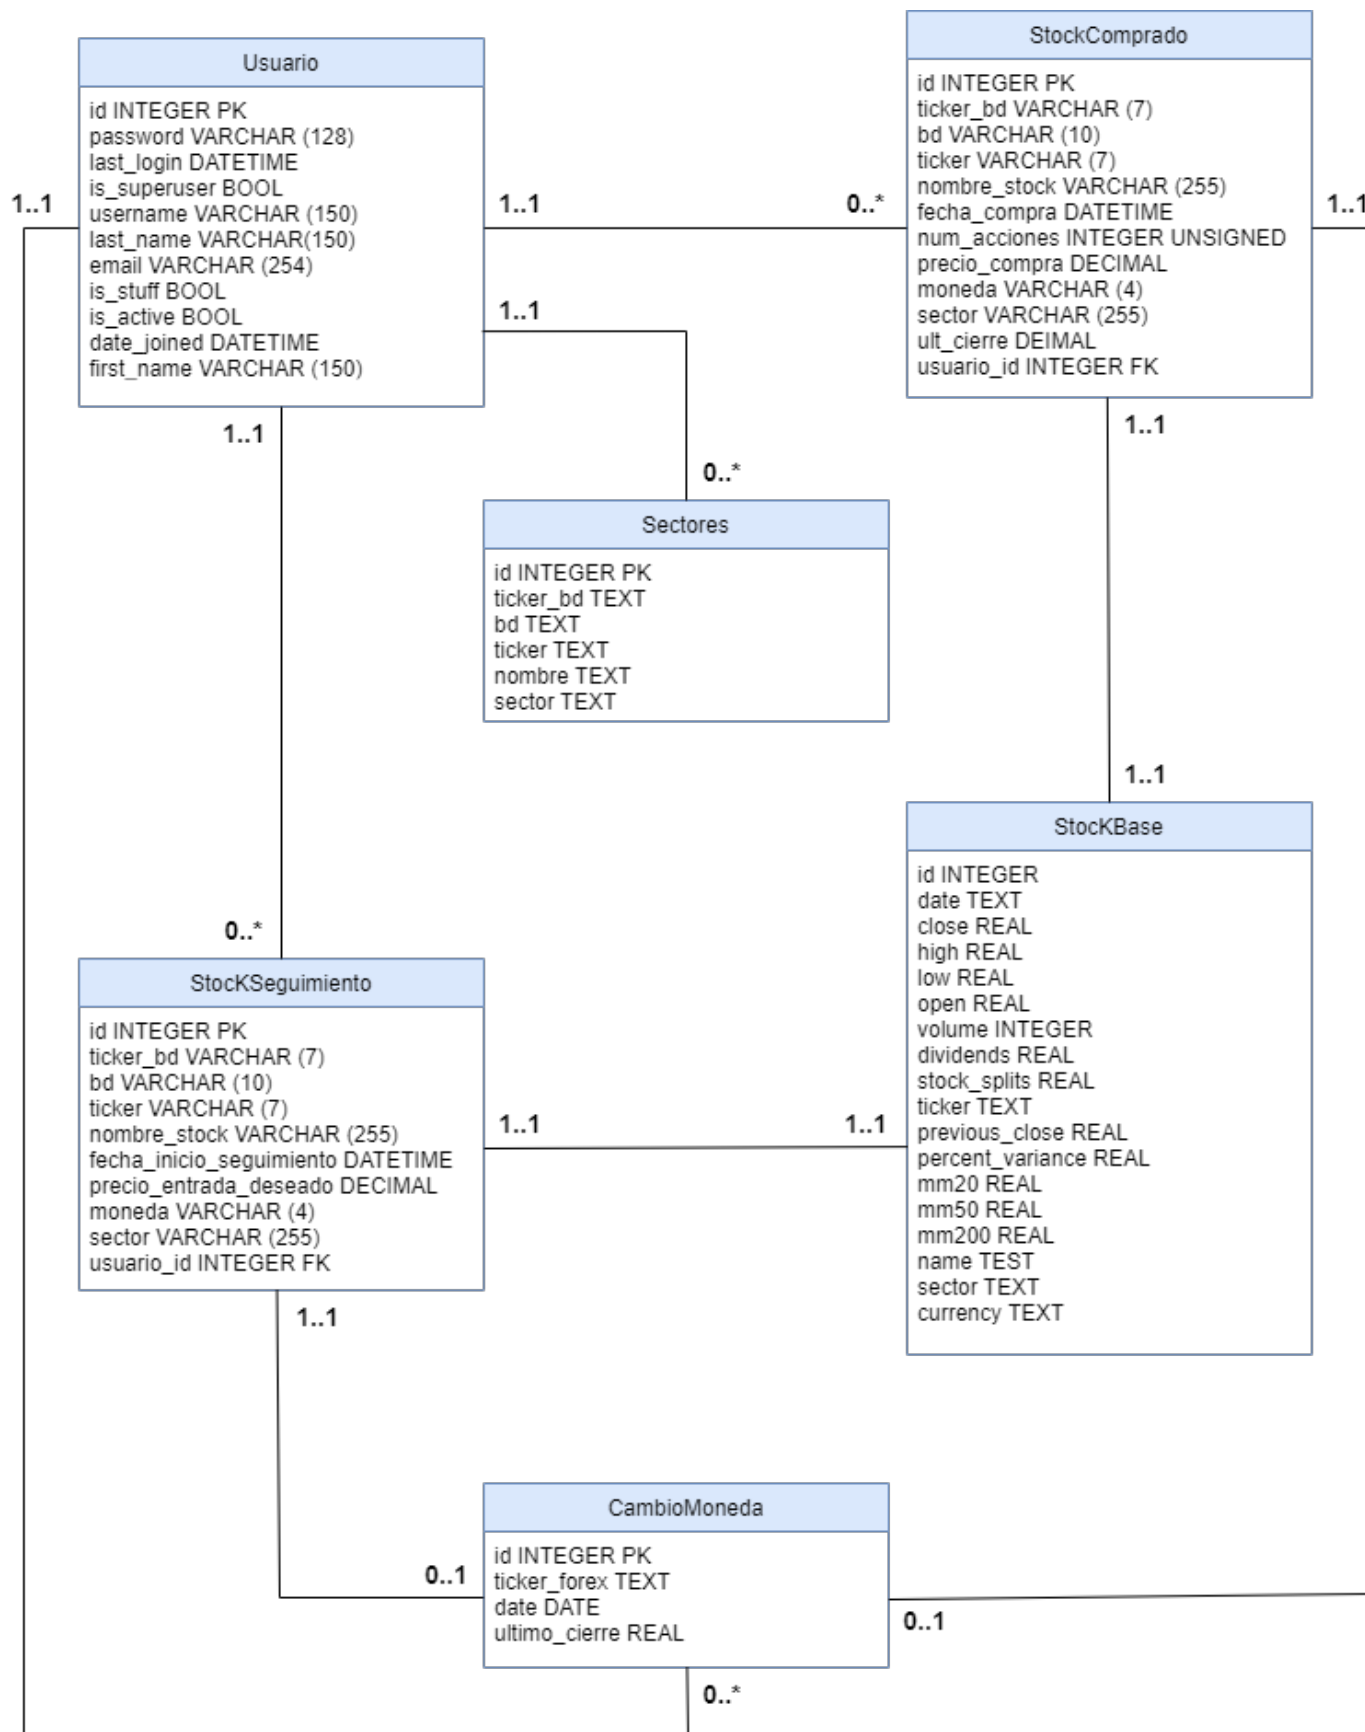 Usuario
id INTEGER PK
password VARCHAR (128)
last_login DATETIME
is_superuser BOOL
username VARCHAR (150)
last_name VARCHAR(150)
email VARCHAR (254)
is_stuff BOOL
is_active BOOL
date_joined DATETIME
first_name VARCHAR (150)
StockComprado
id INTEGER PK
ticker_bd VARCHAR (7)
bd VARCHAR (10)
ticker VARCHAR (7)
nombre_stock VARCHAR (255)
fecha_compra DATETIME
num_acciones INTEGER UNSIGNED
precio_compra DECIMAL
moneda VARCHAR (4)
sector VARCHAR (255)
ult_cierre DEIMAL
usuario_id INTEGER FK
1..1
1..1
0..*
1..1
1..1
1..1
1..1
0..*
Sectores
id INTEGER PK
ticker_bd TEXT
bd TEXT
ticker TEXT
nombre TEXT
sector TEXT
1..1
StocKBase
id INTEGER
date TEXT
close REAL
high REAL
low REAL
open REAL
volume INTEGER
dividends REAL
stock_splits REAL
ticker TEXT
previous_close REAL
percent_variance REAL
mm20 REAL
mm50 REAL
mm200 REAL
name TEST
sector TEXT
currency TEXT
0..*
StocKSeguimiento
id INTEGER PK
ticker_bd VARCHAR (7)
bd VARCHAR (10)
ticker VARCHAR (7)
nombre_stock VARCHAR (255)
fecha_inicio_seguimiento DATETIME
precio_entrada_deseado DECIMAL
moneda VARCHAR (4)
sector VARCHAR (255)
usuario_id INTEGER FK
1..1
1..1
1..1
CambioMoneda
id INTEGER PK
ticker_forex TEXT
date DATE
ultimo_cierre REAL
0..1
0..1
0..*